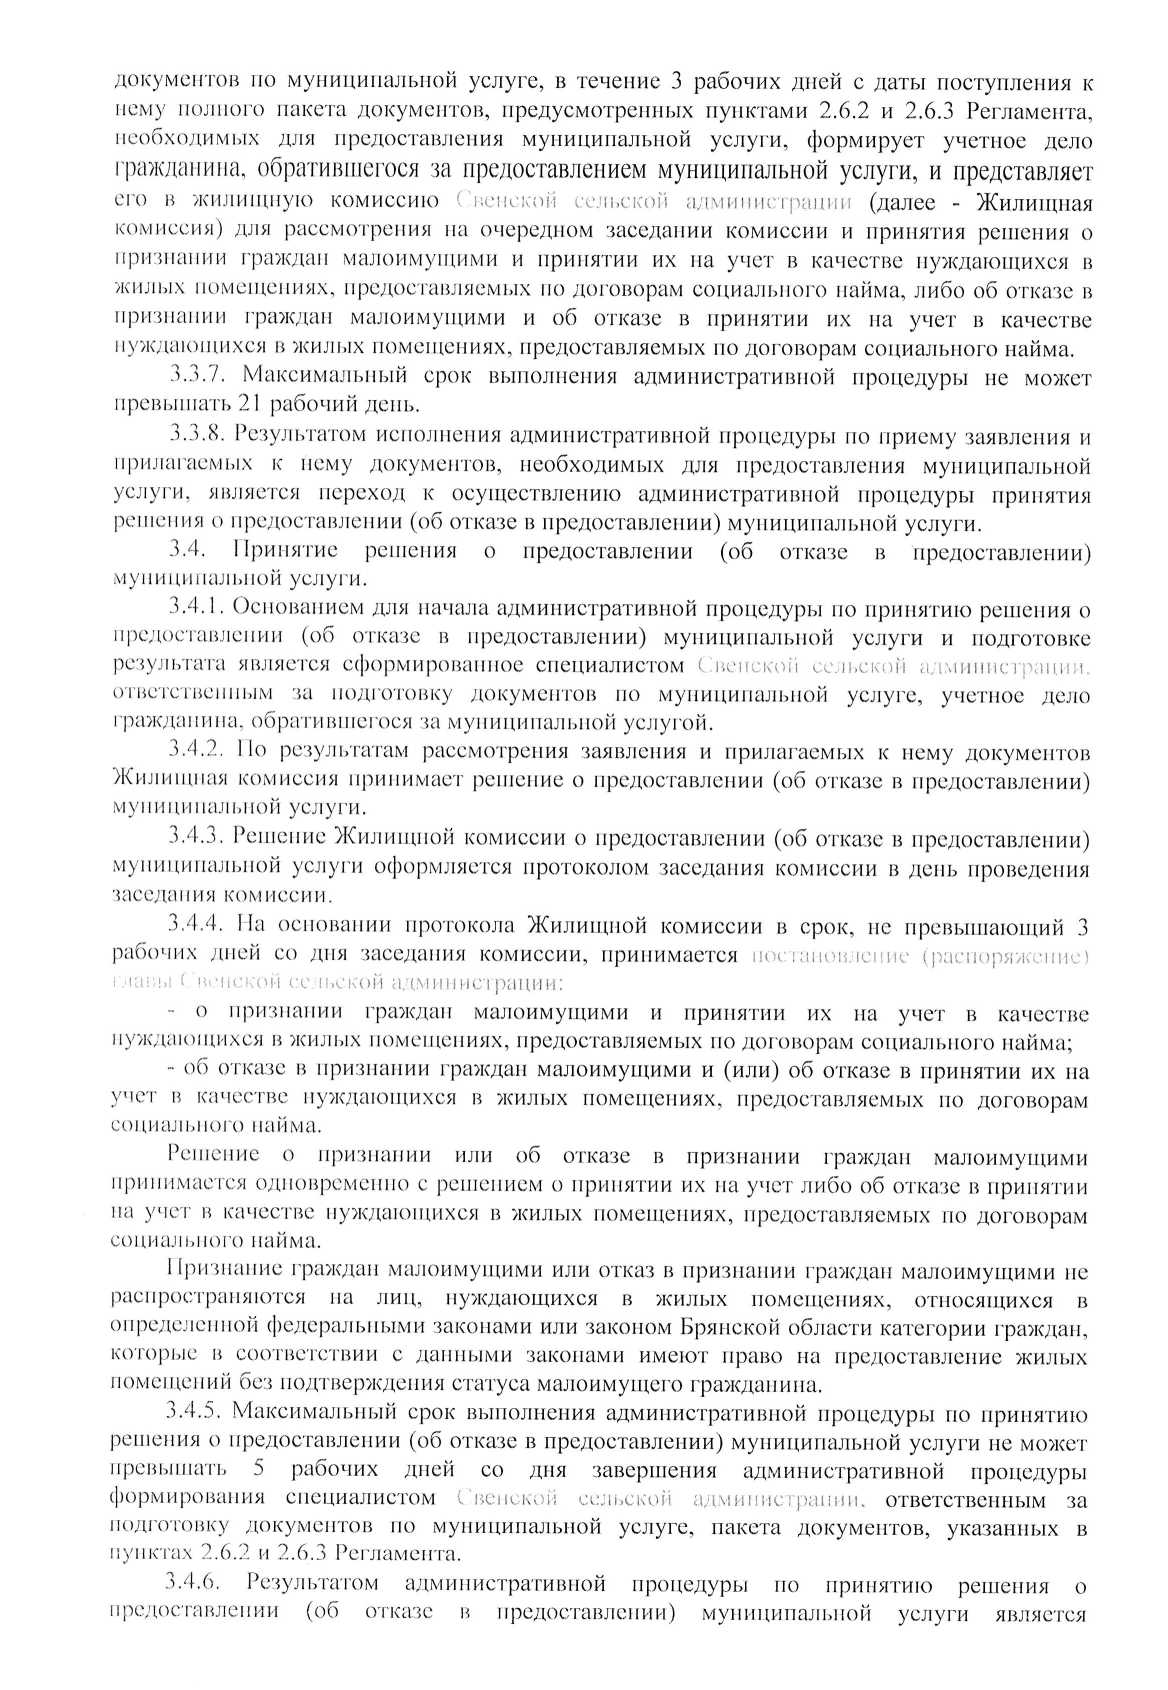 документов по муниципальной услуге, в течение 3 рабочих дней с даты поступления к
нему полного пакета документов, предусмотренных пунктами 2.6.2 и 2.6.3 Регламента,
необходимых для предоставления муниципальной услуги, формирует учетное дело
гражданина, обратившегося за предоставлением муниципальной услуги, и представляет
его в жилищную комиссию Свенской сельской администрации (далее - Жилищная
комиссия) для рассмотрения на очередном заседании комиссии и принятия решения о
признании граждан малоимущими и принятии их на учет в качестве нуждающихся в
жилых помещениях, предоставляемых по договорам социального найма, либо об отказе в
признании граждан малоимущими и об отказе в принятии их на учет в качестве
нуждающихся в жилых помещениях, предоставляемых по договорам социального найма.
3.3.7. Максимальный срок выполнения административной процедуры не может
превышать 21 рабочий день.
3.3.8. Результатом исполнения административной процедуры по приему заявления и
прилагаемых к нему документов, необходимых для предоставления муниципальной
услуги, является переход к осуществлению административной процедуры принятия
решения о предоставлении (об отказе в предоставлении) муниципальной услуги.
3.4. Принятие решения о предоставлении (об отказе в предоставлении)
муниципальной услуги.
3.4.1. Основанием для начала административной процедуры по принятию решения о
предоставлении (об отказе в предоставлении) муниципальной услуги и подготовке
результата является сформированное специалистом Свенской сельской администрации,
ответственным за подготовку документов по муниципальной услуге, учетное дело
гражданина, обратившегося за муниципальной услугой.
3.4.2. По результатам рассмотрения заявления и прилагаемых к нему документов
Жилищная комиссия принимает решение о предоставлении (об отказе в предоставлении)
муниципальной услуги.
3.4.3. Решение Жилищной комиссии о предоставлении (об отказе в предоставлении)
муниципальной услуги оформляется протоколом заседания комиссии в день проведения
заседания комиссии.
3.4.4. На основании протокола Жилищной комиссии в срок, не превышающий 3
рабочих дней со дня заседания комиссии, принимается постановление (распоряжение)
главы Свенской сельской администрации:
- о признании граждан малоимущими и принятии их на учет в качестве
нуждающихся в жилых помещениях, предоставляемых по договорам социального найма;
- об отказе в признании граждан малоимущими и (или) об отказе в принятии их на
учет в качестве нуждающихся в жилых помещениях, предоставляемых по договорам
социального найма.
Решение о признании или об отказе в признании граждан малоимущими
принимается одновременно с решением о принятии их на учет либо об отказе в принятии
на учет в качестве нуждающихся в жилых помещениях, предоставляемых по договорам
социального найма.
Признание граждан малоимущими или отказ в признании граждан малоимущими не
распространяются на лиц, нуждающихся в жилых помещениях, относящихся в
определенной федеральными законами или законом Брянской области категории граждан,
которые в соответствии с данными законами имеют право на предоставление жилых
помещений без подтверждения статуса малоимущего гражданина.
3.4.5. Максимальный срок выполнения административной процедуры по принятию
решения о предоставлении (об отказе в предоставлении) муниципальной услуги не может
превышать 5 рабочих дней со дня завершения административной процедуры
формирования специалистом Свенской сельской администрации, ответственным за
подготовку документов по муниципальной услуге, пакета документов, указанных в
пунктах 2.6.2 и 2.6.3 Регламента.
3.4.6. Результатом административной процедуры по принятию решения о
предоставлении (об отказе в предоставлении) муниципальной услуги является